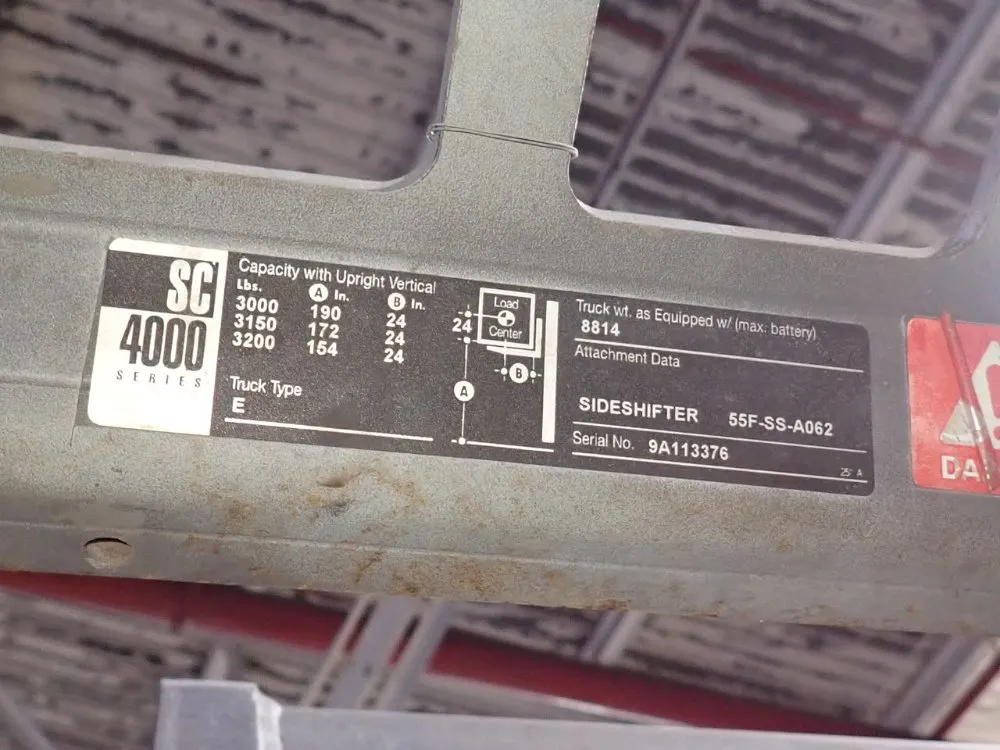 SC
4000
SERIES
Capacity with Upright Vertical
Lbs. A In. B In.
3000 190 24
3150 172 24
3200 154 24
Truck Type
E
24
Load
Center
B
A
Truck wt. as Equipped w/ (max. battery)
8814
Attachment Data
SIDESHIFTER 55F-SS-A062
Serial No. 9A113376
DA